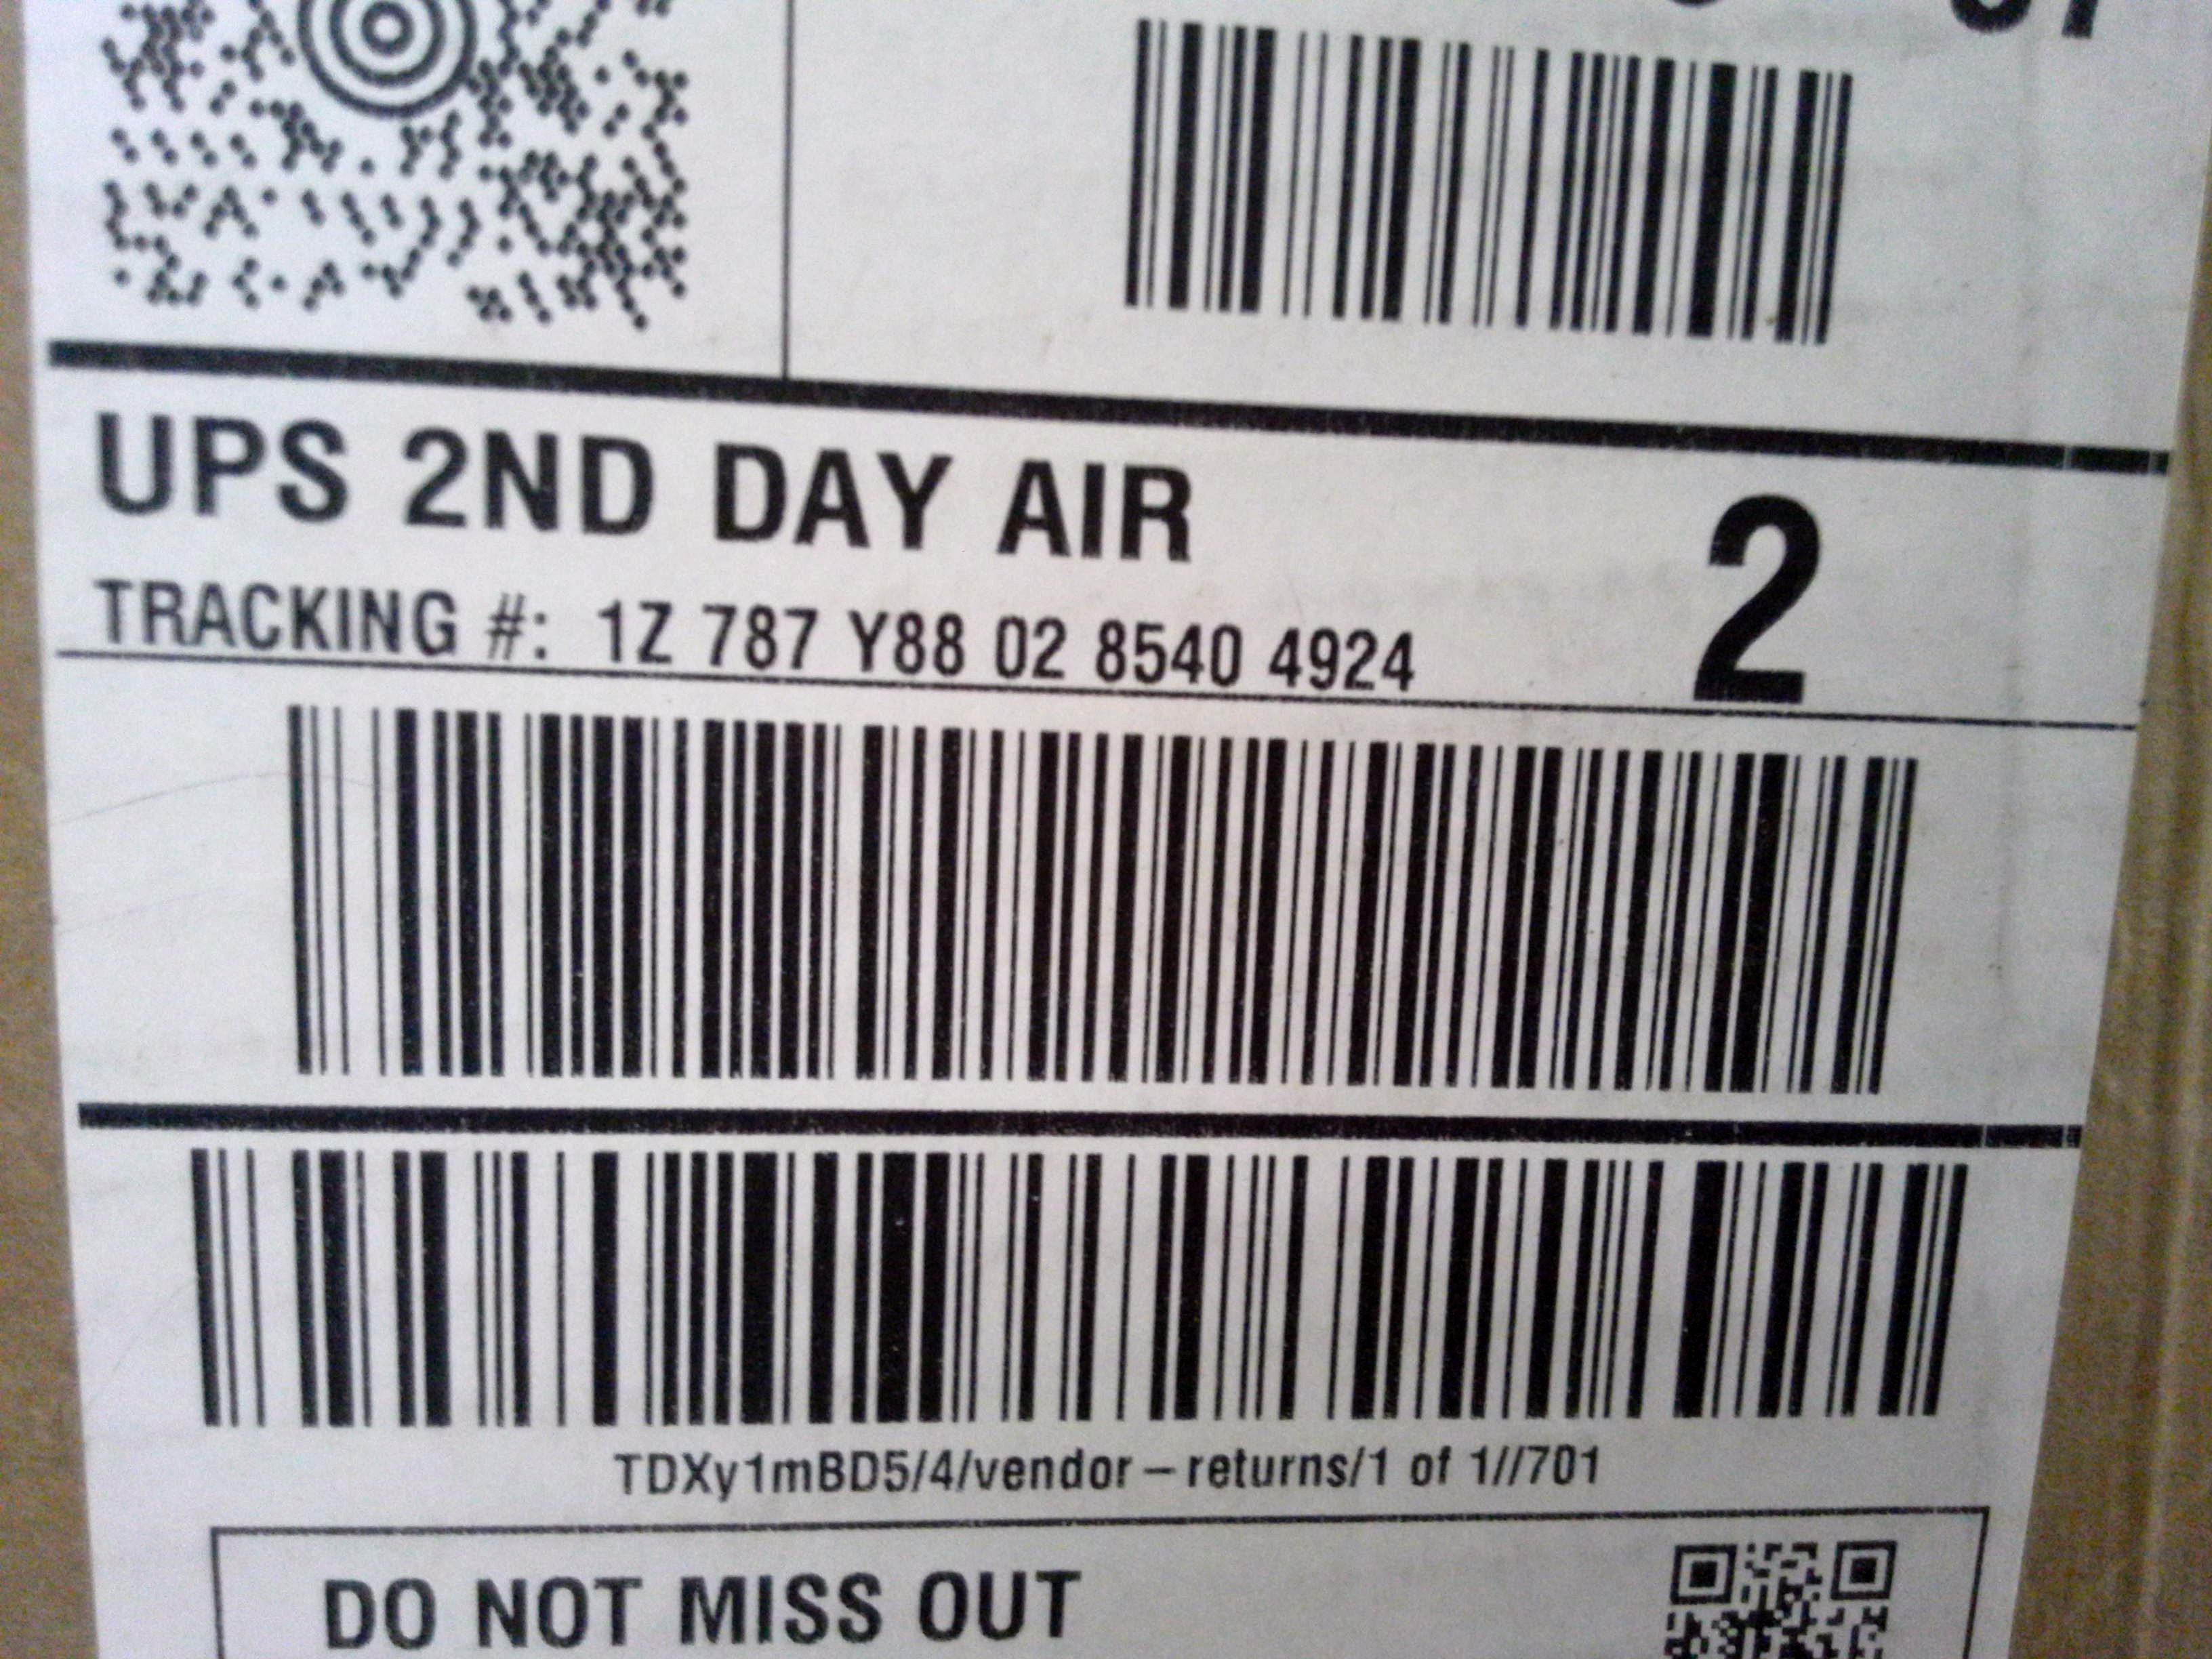 UPS 2ND DAY AIR
2
TRACKING #: 1Z 787 Y88 02 8540 4924
TDXy1mBD5/4/vendor – returns/1 of 1//701
DO NOT MISS OUT